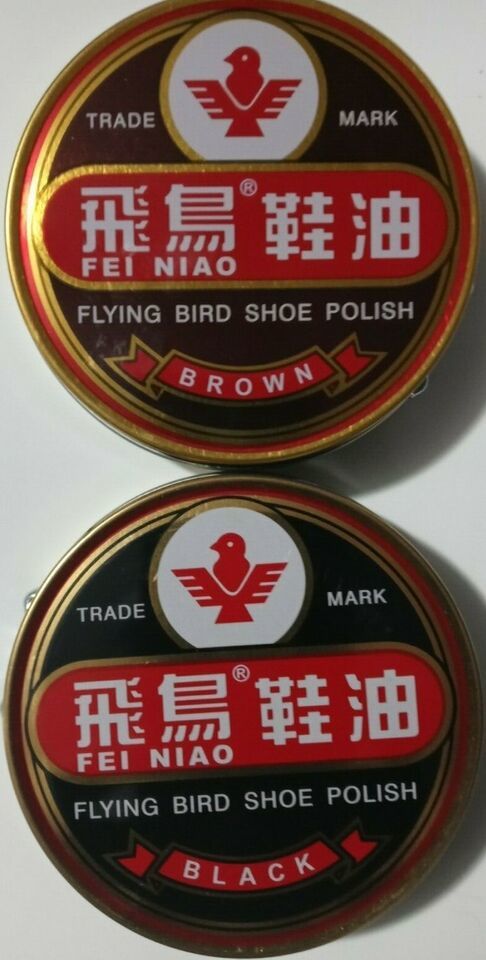 TRADE MARK
飛鳥® 鞋油
FEI NIAO
FLYING BIRD SHOE POLISH
BROWN
TRADE MARK
飛鳥® 鞋油
FEI NIAO
FLYING BIRD SHOE POLISH
BLACK